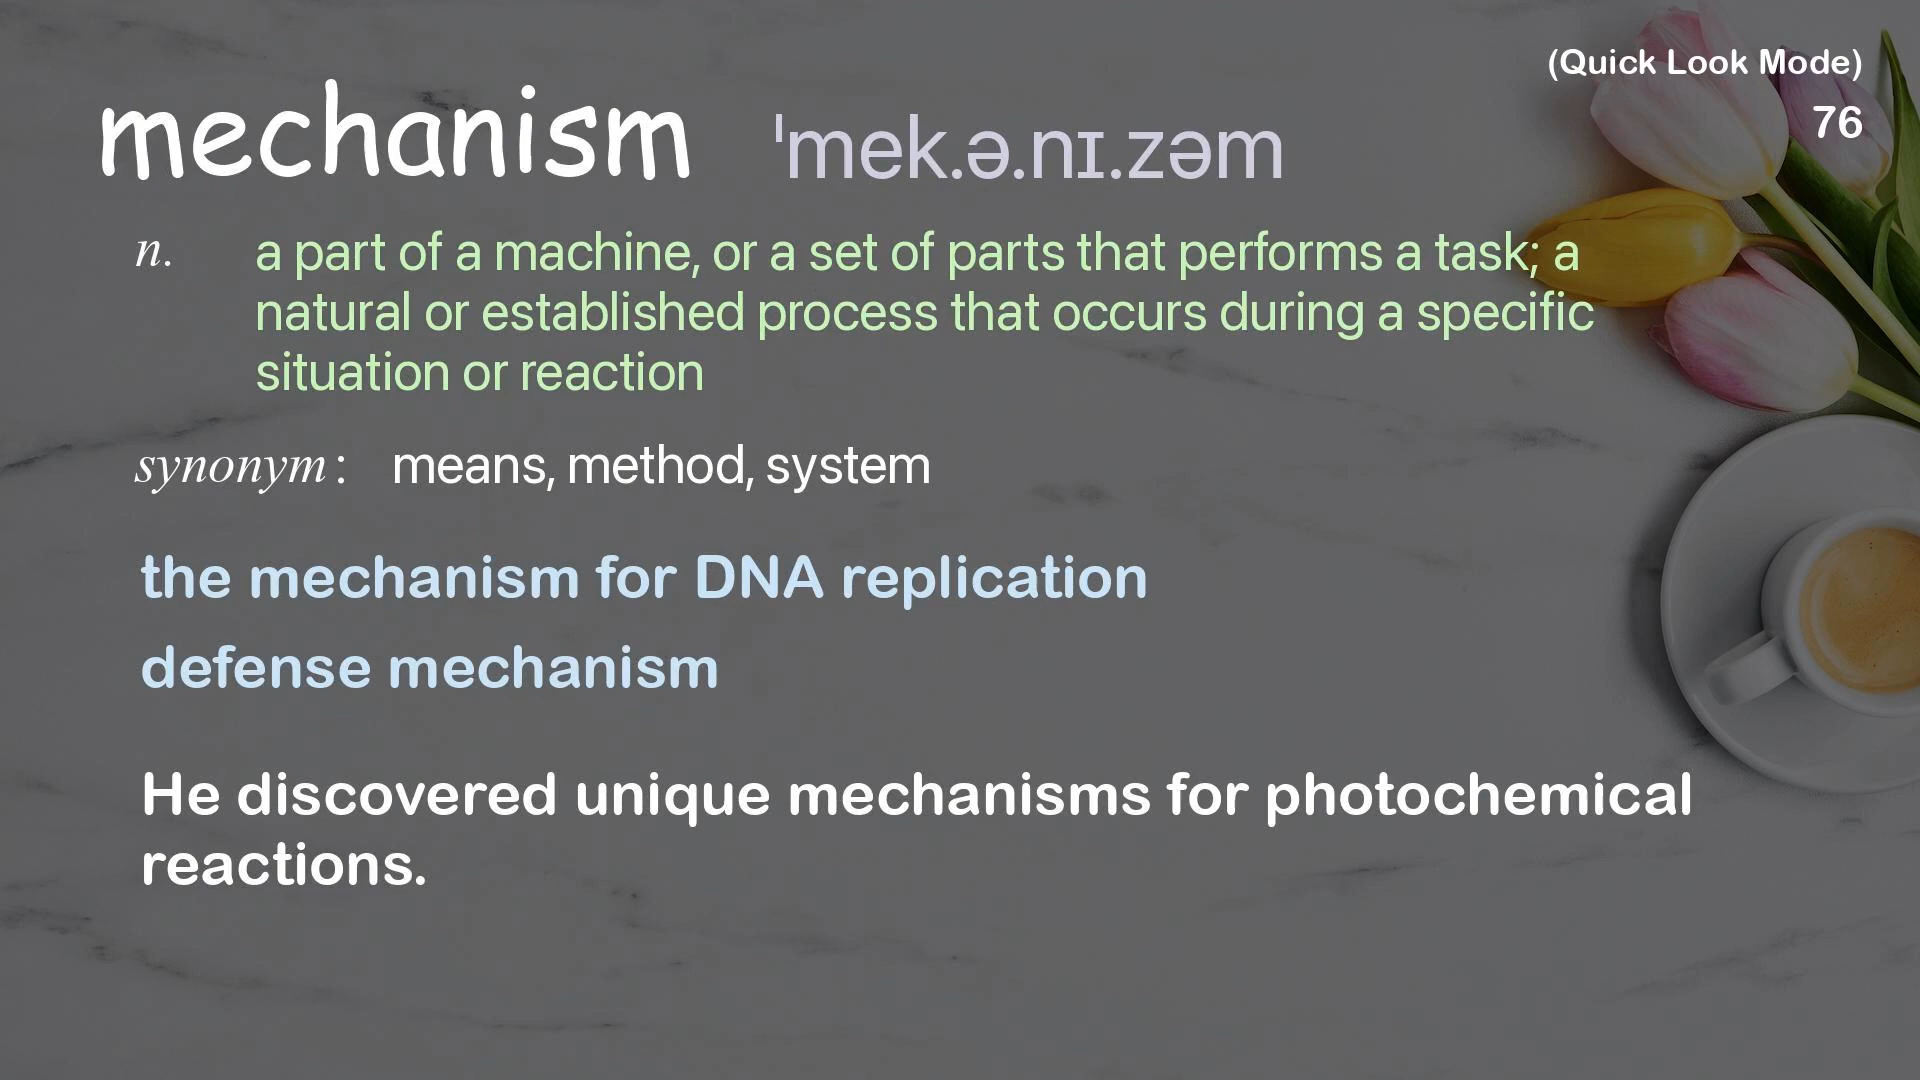 (Quick Look Mode)
76
mechanism ˈmek.ə.nɪ.zəm
n. a part of a machine, or a set of parts that performs a task; a
natural or established process that occurs during a specific
situation or reaction
synonym: means, method, system
the mechanism for DNA replication
defense mechanism
He discovered unique mechanisms for photochemical
reactions.